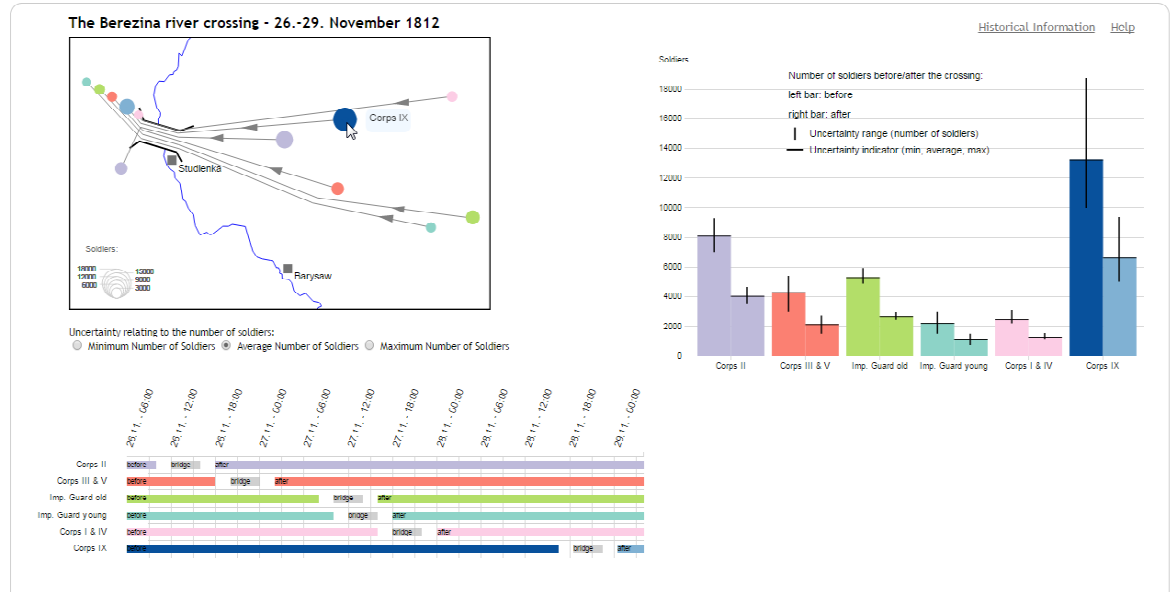 The Berezina river crossing - 26.-29. November 1812
Historical Information
Help
Corps IX
Studienka
Barysaw
Soldiers:
18000
12000
6000
15000
9000
3000
Uncertainty relating to the number of soldiers:
Minimum Number of Soldiers
Average Number of Soldiers
Maximum Number of Soldiers
Soldiers
Number of soldiers before/after the crossing:
left bar: before
right bar: after
Uncertainty range (number of soldiers)
Uncertainty indicator (min, average, max)
18000
16000
14000
12000
10000
8000
6000
4000
2000
0
Corps II
Corps III & V
Imp. Guard old
Imp. Guard young
Corps I & IV
Corps IX
26.11. - 06:00
26.11. - 12:00
26.11. - 18:00
27.11. - 00:00
27.11. - 06:00
27.11. - 12:00
27.11. - 18:00
28.11. - 00:00
28.11. - 06:00
28.11. - 12:00
28.11. - 18:00
29.11. - 00:00
Corps II before bridge after
Corps III & V before bridge after
Imp. Guard old before bridge after
Imp. Guard young before bridge after
Corps I & IV before bridge after
Corps IX before bridge after